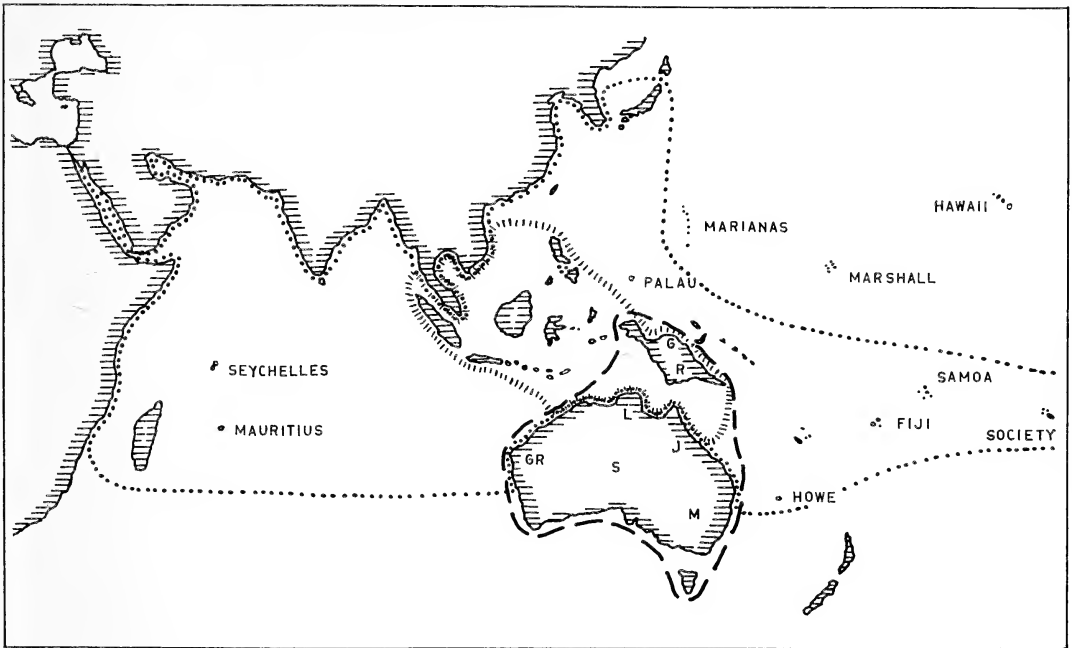 HAWAII
MARIANAS
MARSHALL
PALAU
G
R
SEYCHELLES
SAMOA
L
FIJI
MAURITIUS
SOCIETY
J
GR
S
HOWE
M